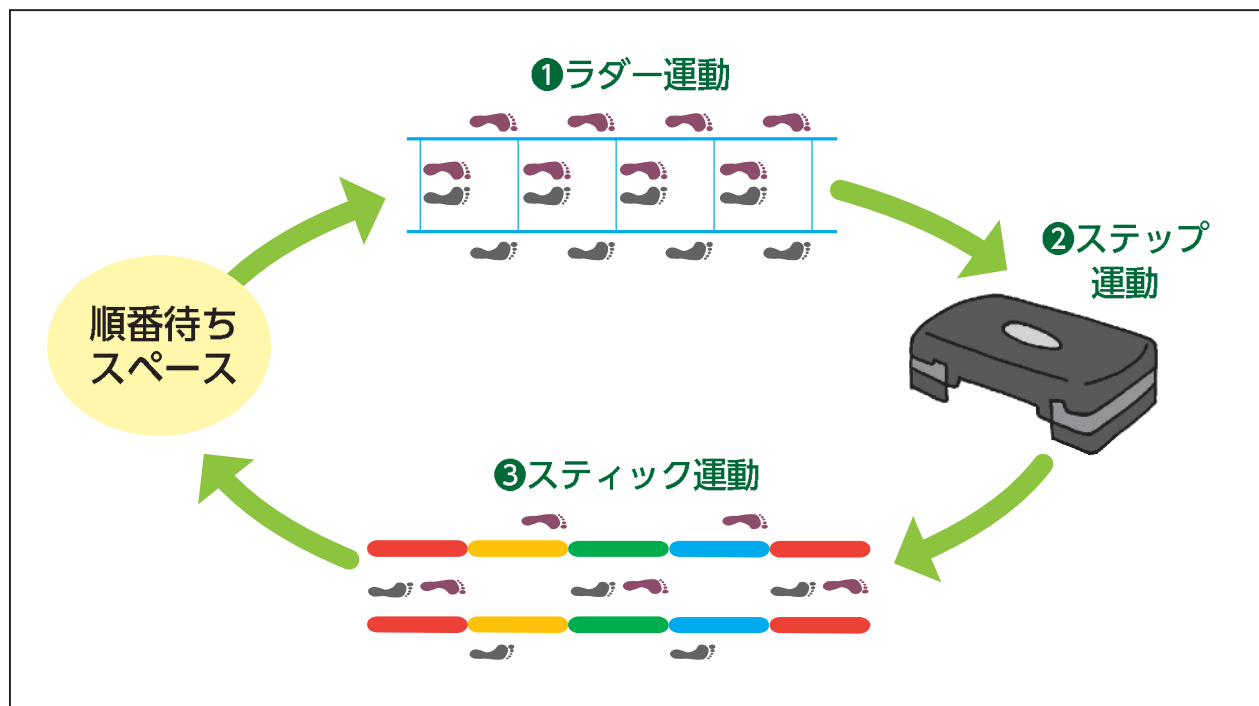 ❶ラダー運動
❷ステップ
運動
順番待ち
スペース
❸スティック運動